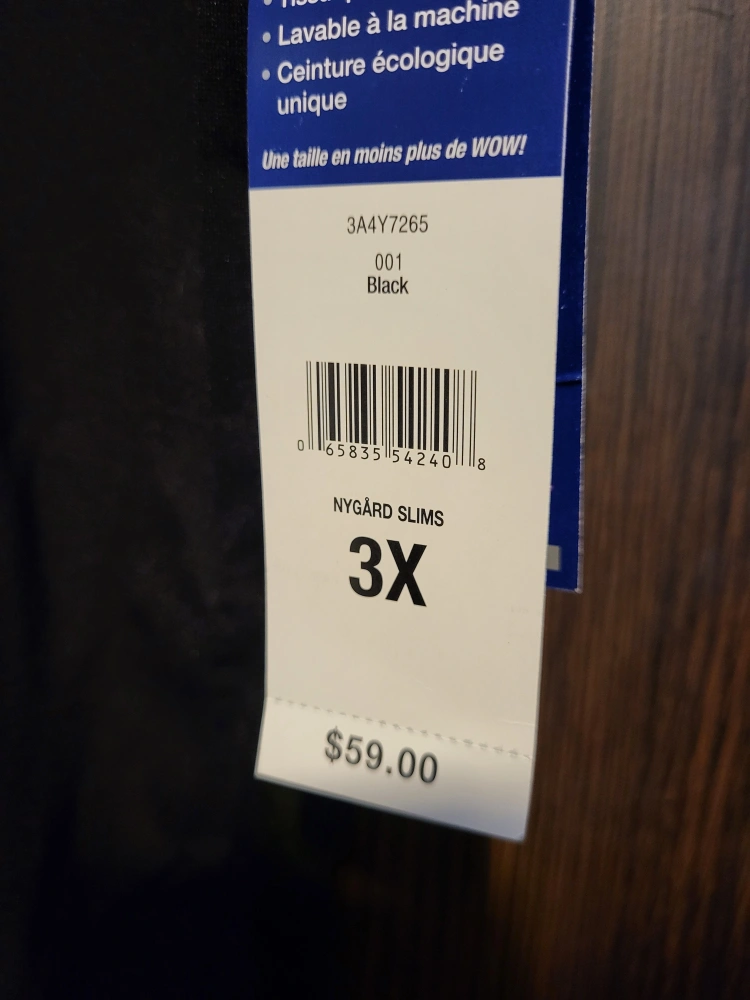 • Lavable à la machine
• Ceinture écologique
unique
Une taille en moins plus de WOW!
3A4Y7265
001
Black
0 65835 54240 8
NYGÅRD SLIMS
3X
$59.00